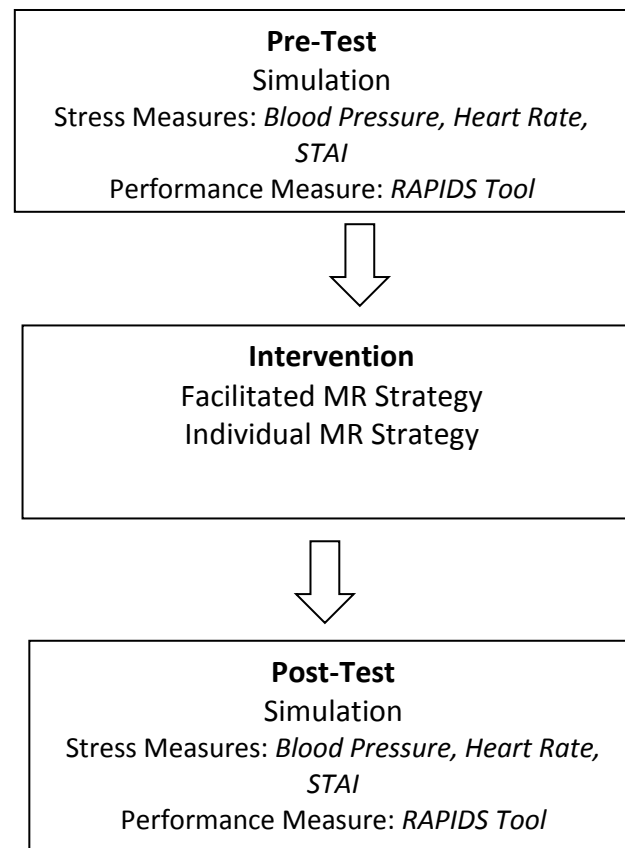 Pre-Test
Simulation
Stress Measures: Blood Pressure, Heart Rate,
STAI
Performance Measure: RAPIDS Tool
Intervention
Facilitated MR Strategy
Individual MR Strategy
Post-Test
Simulation
Stress Measures: Blood Pressure, Heart Rate,
STAI
Performance Measure: RAPIDS Tool